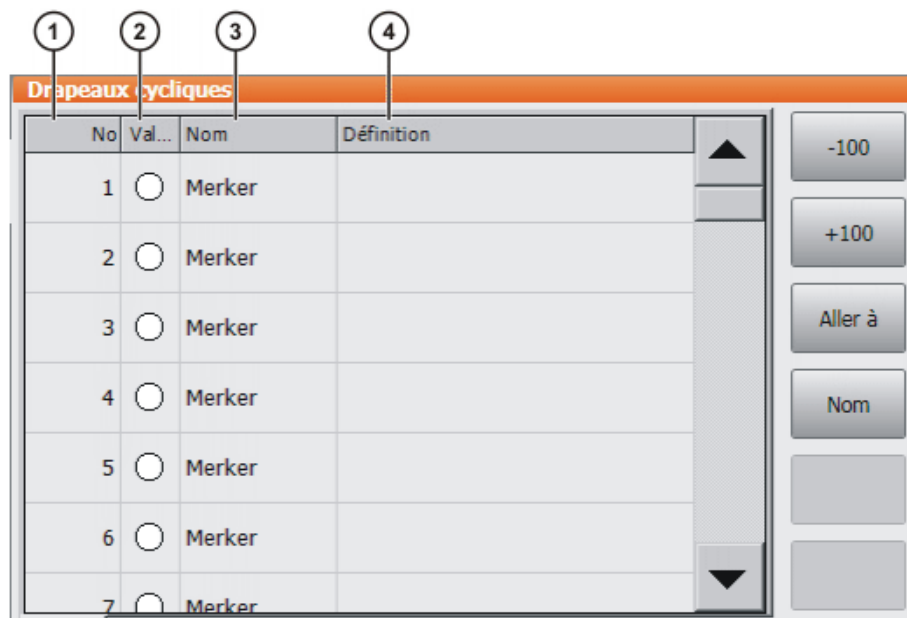 1 2 3 4
Drapeaux cycliques
No Val... Nom Définition
1 Merker
2 Merker
3 Merker
4 Merker
5 Merker
6 Merker
7 Merker
-100
+100
Aller à
Nom